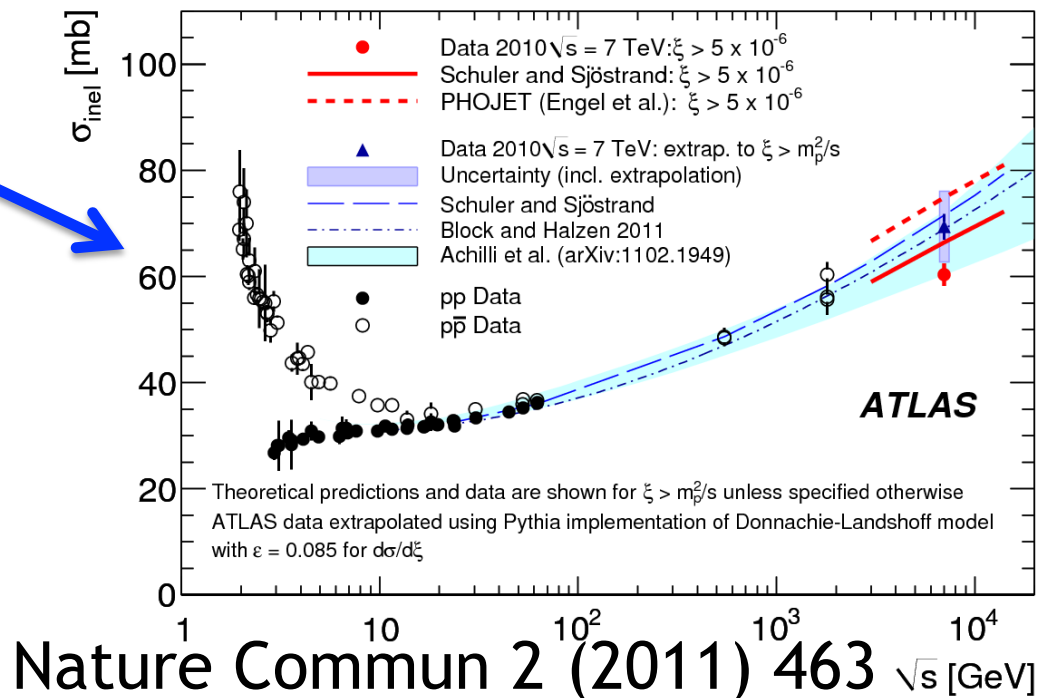 σ_inel [mb]
100
80
60
40
20
0
Data 2010 √s = 7 TeV: ξ > 5 x 10⁻⁶
Schuler and Sjöstrand: ξ > 5 x 10⁻⁶
PHOJET (Engel et al.): ξ > 5 x 10⁻⁶
Data 2010 √s = 7 TeV: extrap. to ξ > m²ₚ/s
Uncertainty (incl. extrapolation)
Schuler and Sjöstrand
Block and Halzen 2011
Achilli et al. (arXiv:1102.1949)
pp Data
pp̅ Data
ATLAS
Theoretical predictions and data are shown for ξ > m²ₚ/s unless specified otherwise
ATLAS data extrapolated using Pythia implementation of Donnachie-Landshoff model
with ε = 0.085 for dσ/dξ
1 10 10² 10³ 10⁴
Nature Commun 2 (2011) 463 √s [GeV]